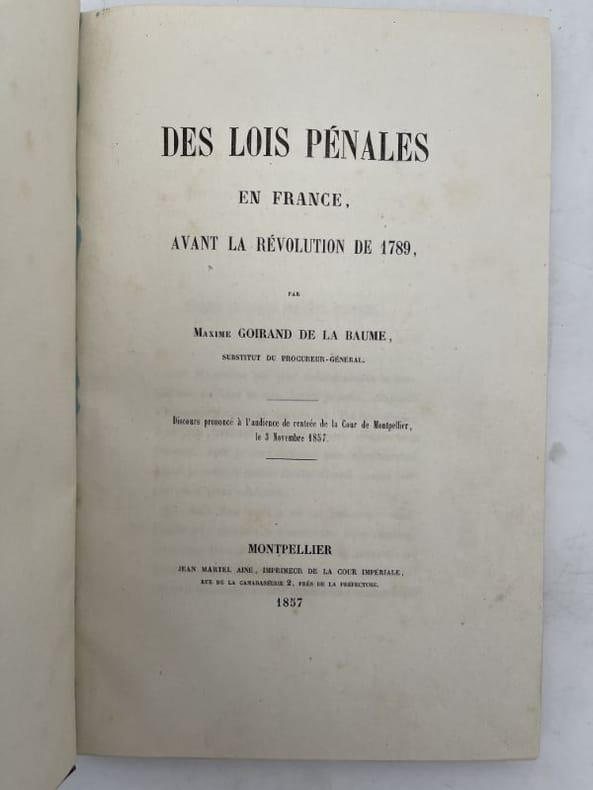 DES LOIS PÉNALES
EN FRANCE,
AVANT LA RÉVOLUTION DE 1789,
PAR
MAXIME GOIRAND DE LA BAUME,
SUBSTITUT DU PROCUREUR-GÉNÉRAL.
Discours prononcé à l'audience de rentrée de la Cour de Montpellier,
le 3 Novembre 1857.
MONTPELLIER
JEAN MARTEL AINÉ, IMPRIMEUR DE LA COUR IMPÉRIALE,
RUE DE LA CANABASSERIE 2, PRÈS DE LA PRÉFECTURE.
1857